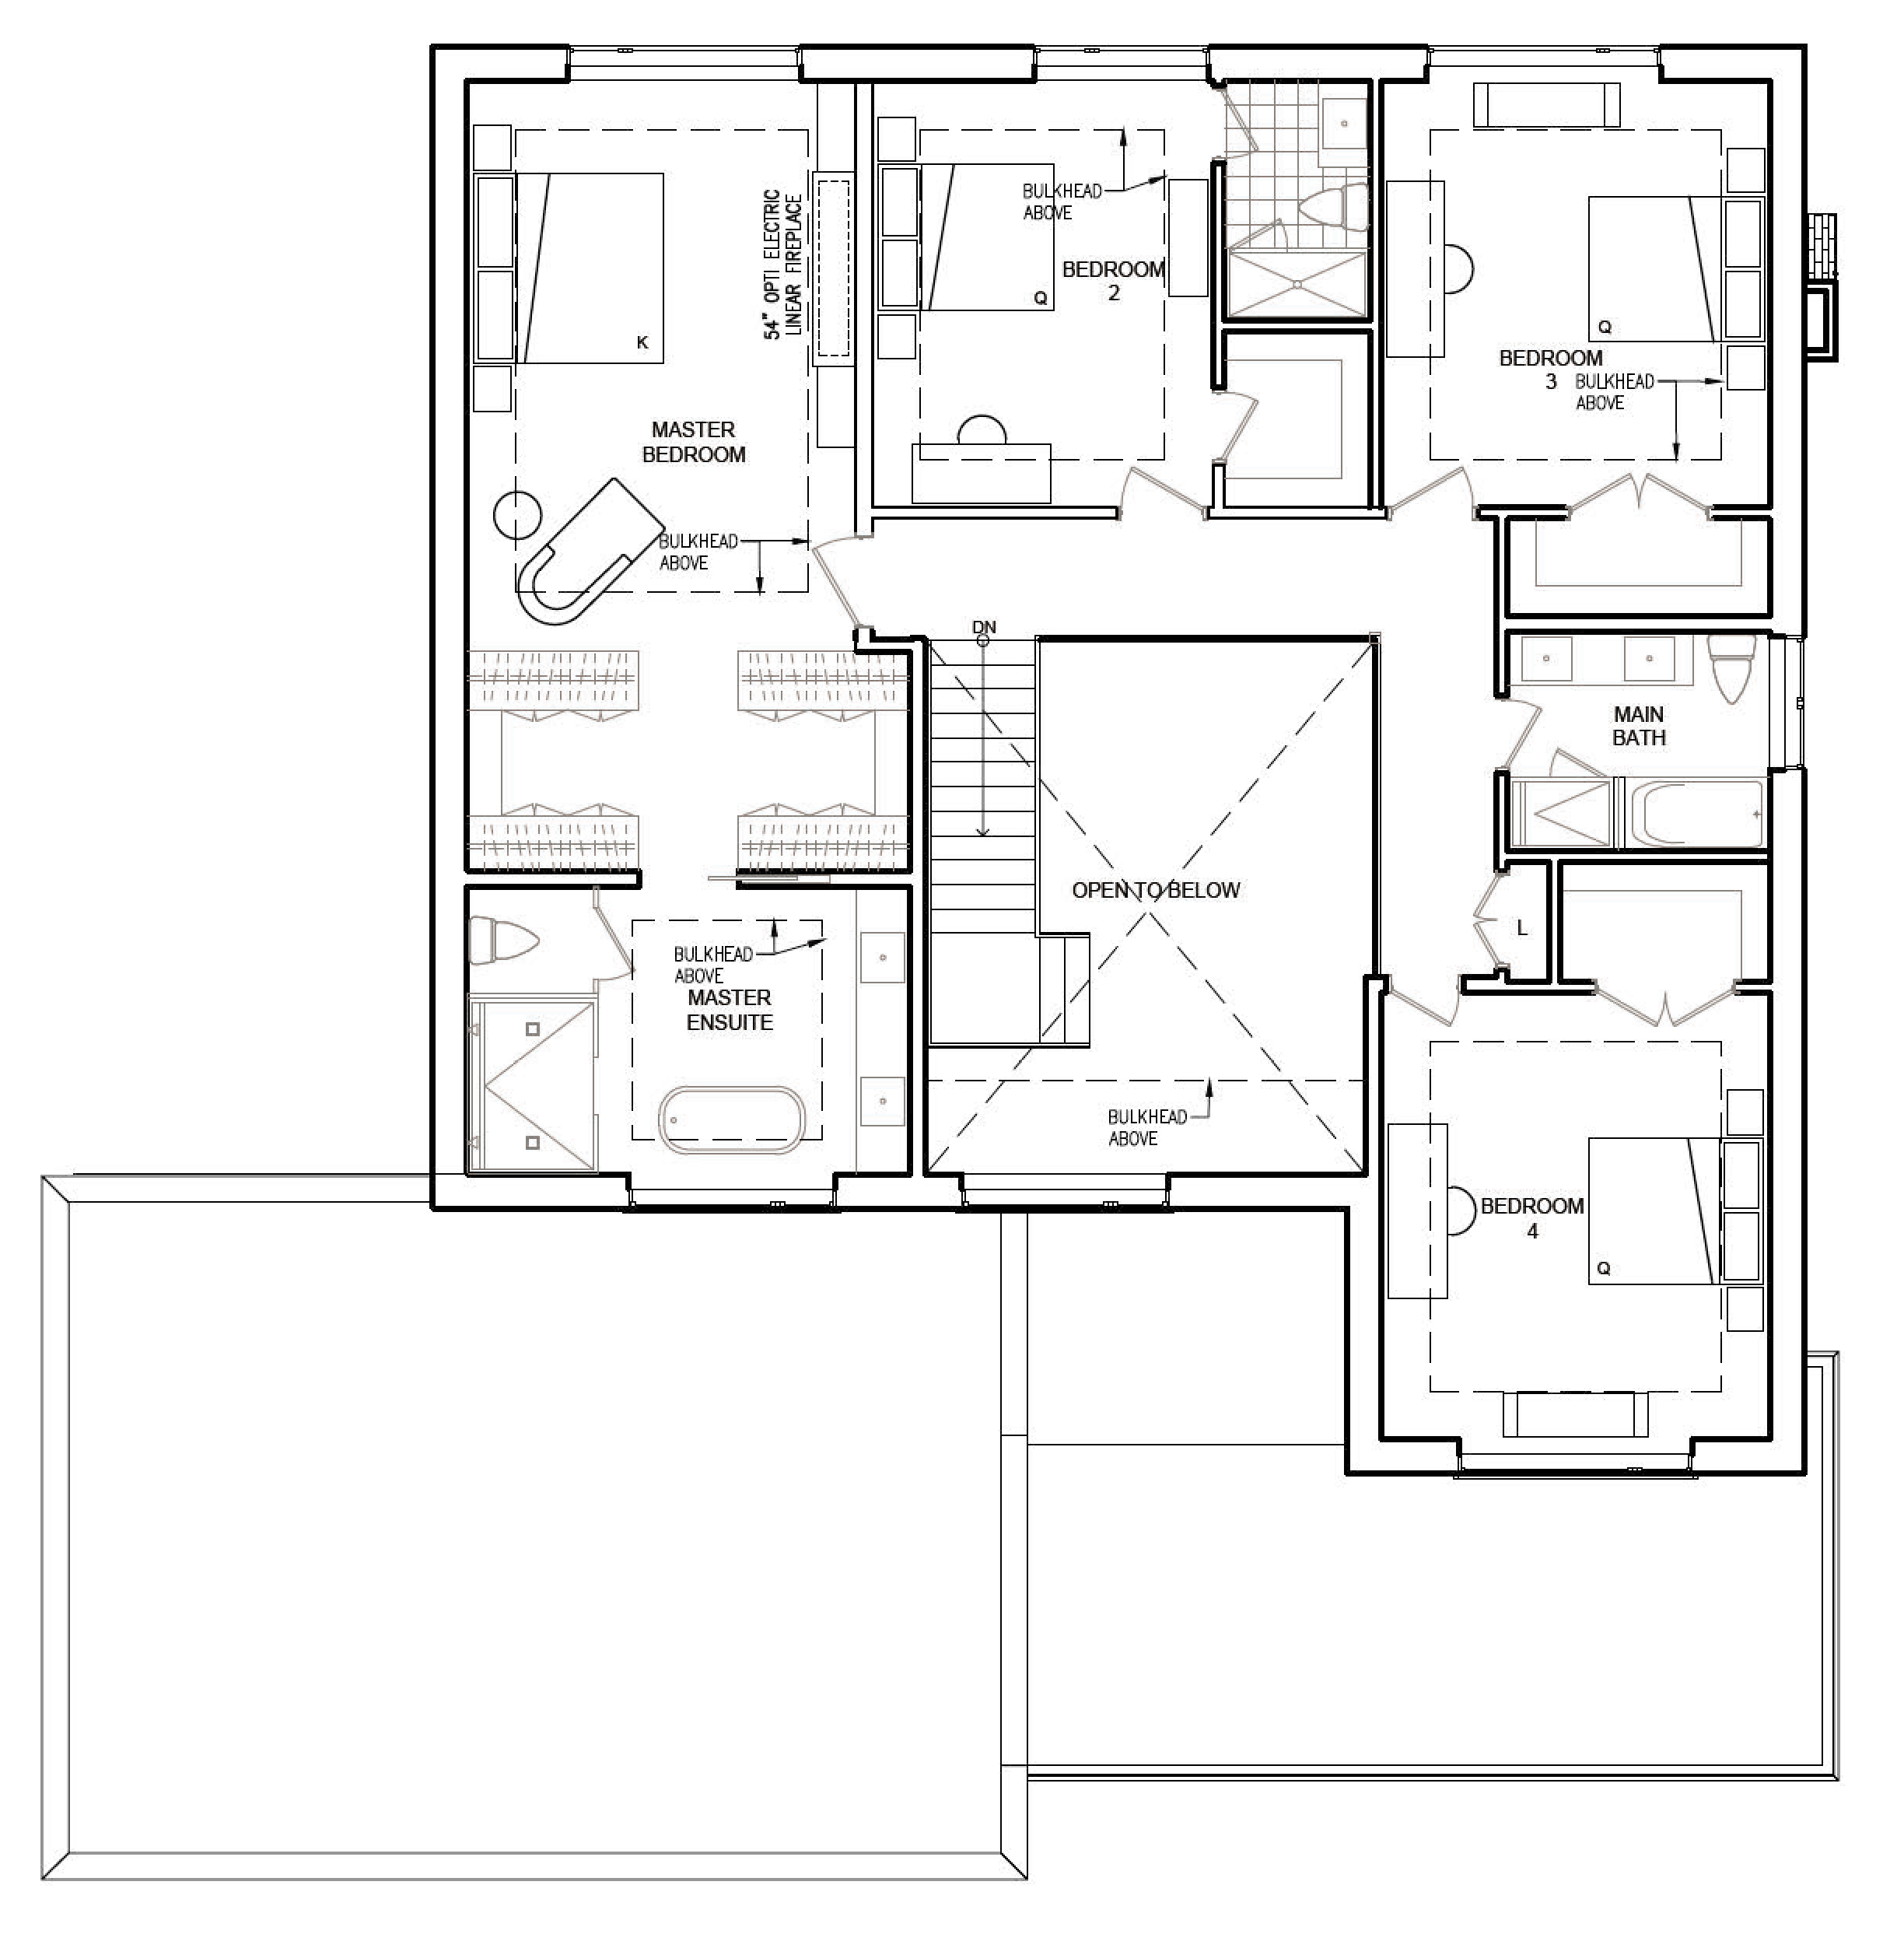 BULKHEAD
ABOVE
54" OPTI ELECTRIC
LINEAR FIREPLACE
BEDROOM
2
Q
K
Q
BEDROOM
3
BULKHEAD
ABOVE
MASTER
BEDROOM
BULKHEAD
ABOVE
DN
MAIN
BATH
OPEN TO BELOW
L
BULKHEAD
ABOVE
MASTER
ENSUITE
BULKHEAD
ABOVE
BEDROOM
4
Q